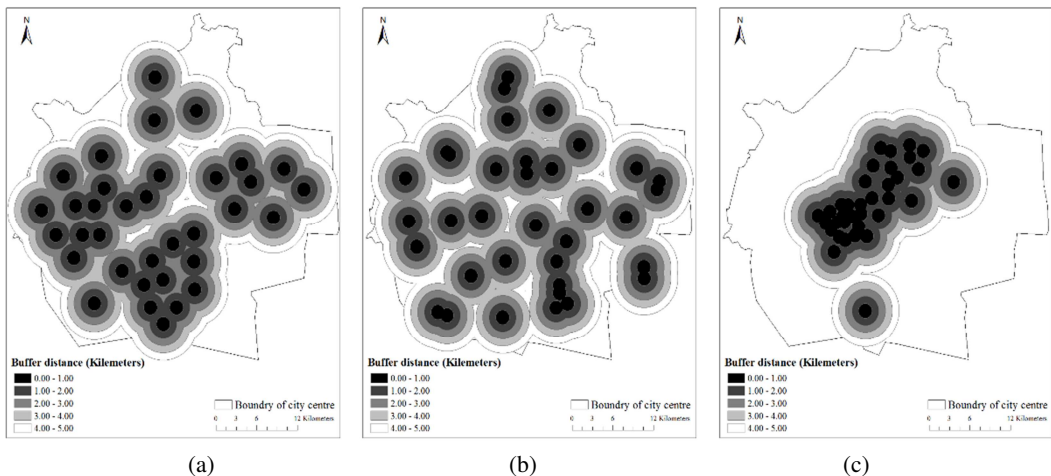 N
Buffer distance (Kilemeters)
0.00 - 1.00
1.00 - 2.00
2.00 - 3.00
3.00 - 4.00
4.00 - 5.00
Boundry of city centre
0 3 6 12 Kilometers
(a)
N
Buffer distance (Kilemeters)
0.00 - 1.00
1.00 - 2.00
2.00 - 3.00
3.00 - 4.00
4.00 - 5.00
Boundry of city centre
0 3 6 12 Kilometers
(b)
N
Buffer distance (Kilemeters)
0.00 - 1.00
1.00 - 2.00
2.00 - 3.00
3.00 - 4.00
4.00 - 5.00
Boundry of city centre
0 3 6 12 Kilometers
(c)